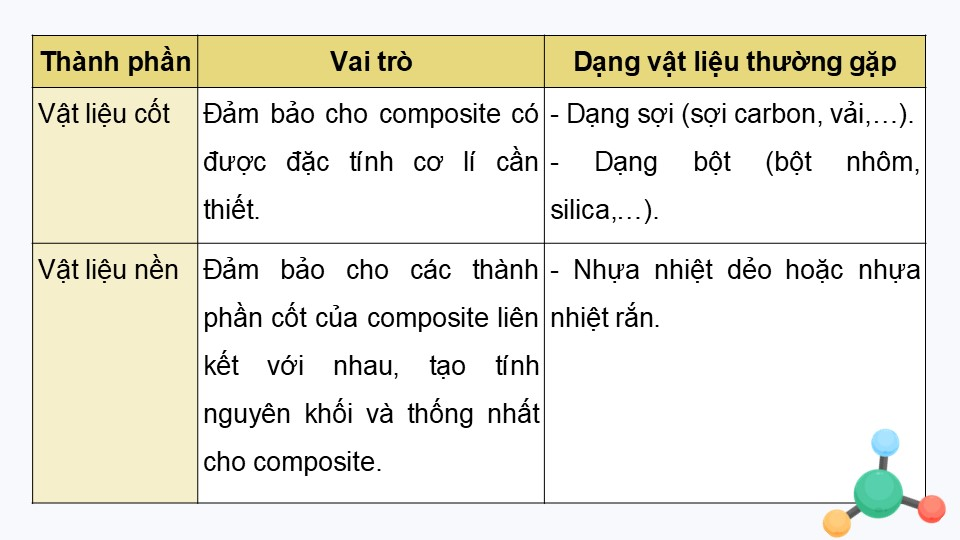 Thành phần
Vai trò
Dạng vật liệu thường gặp
Vật liệu cốt
Đảm bảo cho composite có
được đặc tính cơ lí cần
thiết.
- Dạng sợi (sợi carbon, vải,…).
- Dạng bột (bột nhôm,
silica,…).
Vật liệu nền
Đảm bảo cho các thành
phần cốt của composite liên
kết với nhau, tạo tính
nguyên khối và thống nhất
cho composite.
- Nhựa nhiệt dẻo hoặc nhựa
nhiệt rắn.